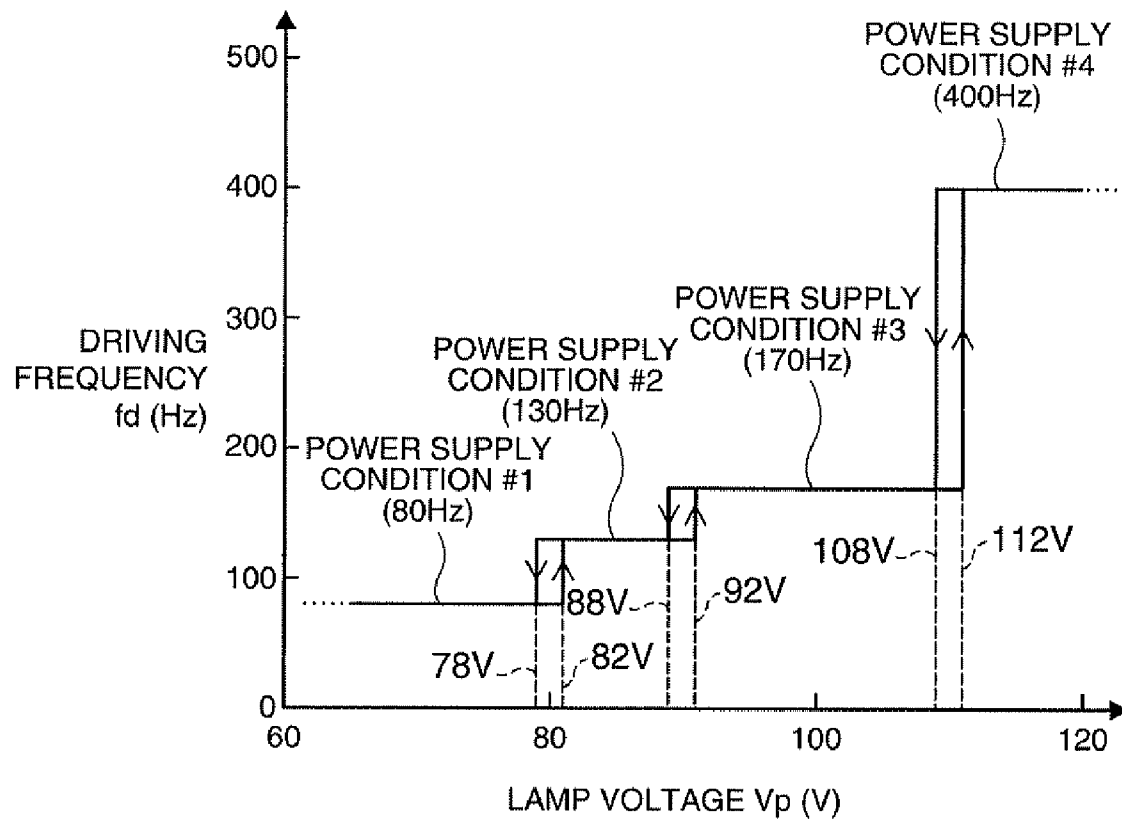 POWER SUPPLY
CONDITION #4
(400Hz)
500
400
300
200
100
0
DRIVING
FREQUENCY
fd (Hz)
POWER SUPPLY
CONDITION #3
(170Hz)
POWER SUPPLY
CONDITION #2
(130Hz)
POWER SUPPLY
CONDITION #1
(80Hz)
78V
82V
88V
92V
108V
112V
60
80
100
120
LAMP VOLTAGE Vp (V)